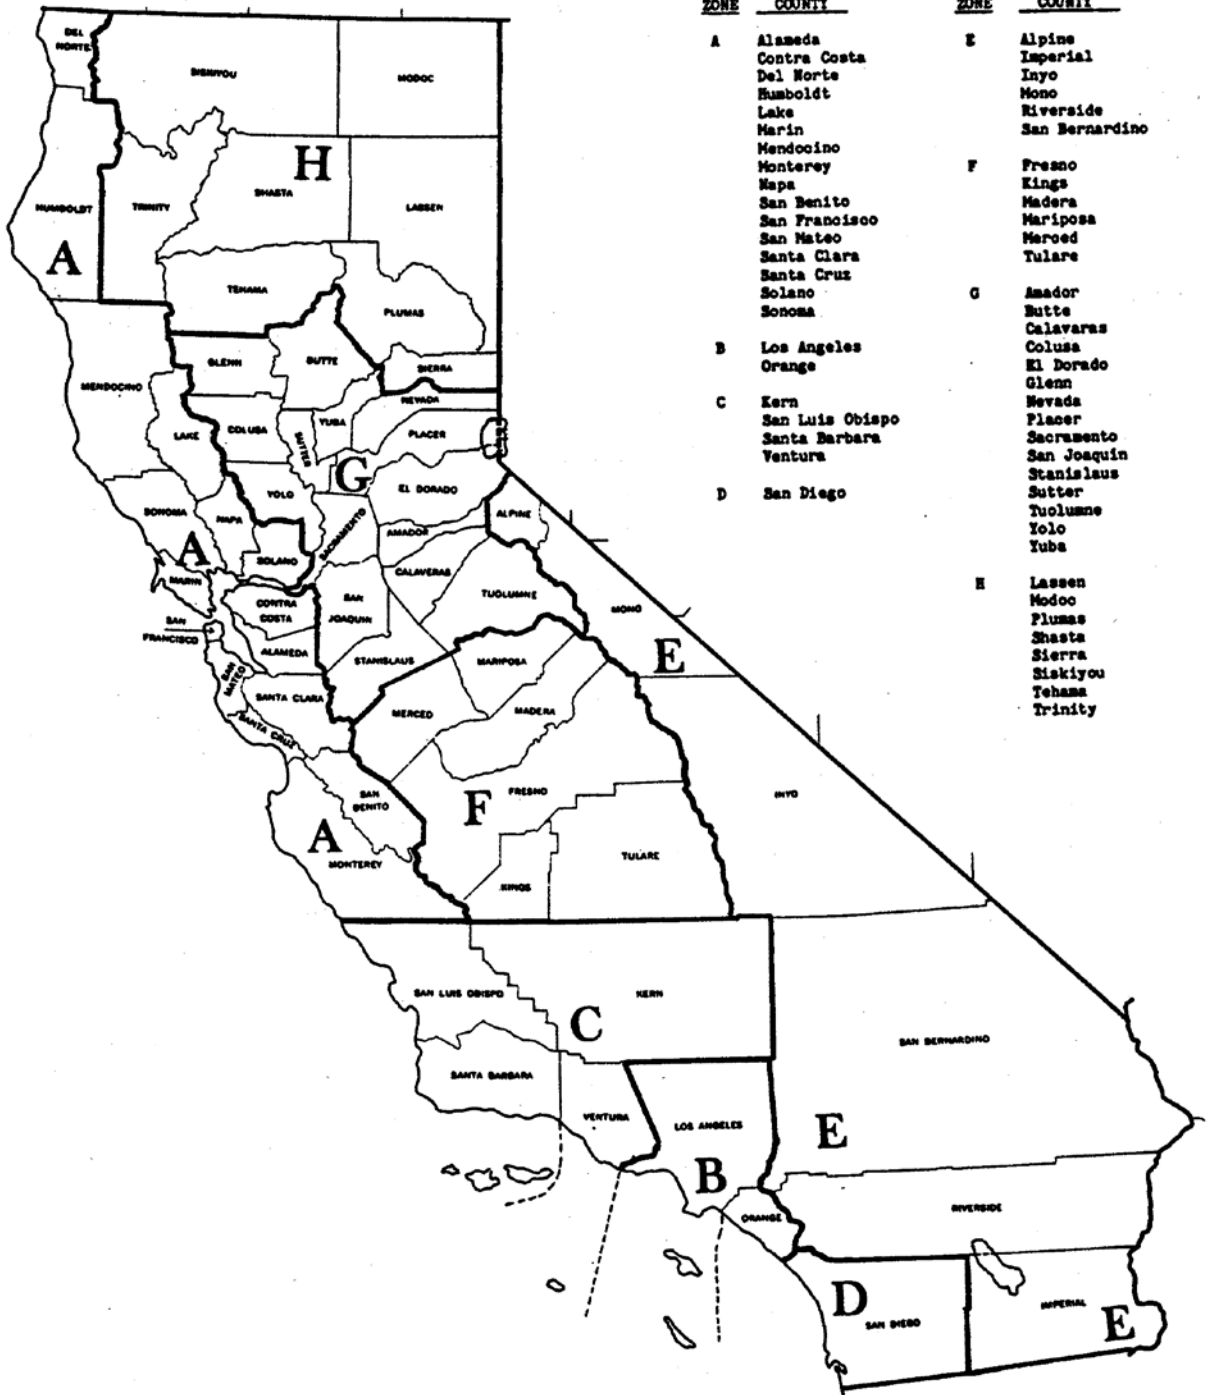 ZONE COUNTY
A Alameda
Contra Costa
Del Norte
Humboldt
Lake
Marin
Mendocino
Monterey
Napa
San Benito
San Francisco
San Mateo
Santa Clara
Santa Cruz
Solano
Sonoma
B Los Angeles
Orange
C Kern
San Luis Obispo
Santa Barbara
Ventura
D San Diego
ZONE COUNTY
E Alpine
Imperial
Inyo
Mono
Riverside
San Bernardino
F Fresno
Kings
Madera
Mariposa
Merced
Tulare
G Amador
Butte
Calavaras
Colusa
El Dorado
Glenn
Nevada
Placer
Sacramento
San Joaquin
Stanislaus
Sutter
Tuolumne
Yolo
Yuba
H Lassen
Modoc
Plumas
Shasta
Sierra
Siskiyou
Tehama
Trinity
DEL
NORTE
SISKIYOU
MODOC
H
SHASTA
HUMBOLDT
TRINITY
LASSEN
A
TEHAMA
PLUMAS
GLENN
BUTTE
SIERRA
MENDOCINO
NEVADA
YUBA
COLUSA
SUTTER
PLACER
LAKE
G
EL DORADO
YOLO
SONOMA
NAPA
SACRAMENTO
ALPINE
AMADOR
A
SOLANO
CALAVERAS
MARIN
TUOLUMNE
CONTRA
COSTA
SAN
JOAQUIN
MONO
SAN
FRANCISCO
ALAMEDA
STANISLAUS
MARIPOSA
E
SAN
MATEO
SANTA CLARA
MERCED
MADERA
SANTA CRUZ
SAN
BENITO
FRESNO
INYO
F
A
MONTEREY
TULARE
KINGS
SAN LUIS OBISPO
KERN
C
SAN BERNARDINO
SANTA BARBARA
VENTURA
LOS ANGELES
E
B
ORANGE
RIVERSIDE
D
SAN DIEGO
IMPERIAL
E